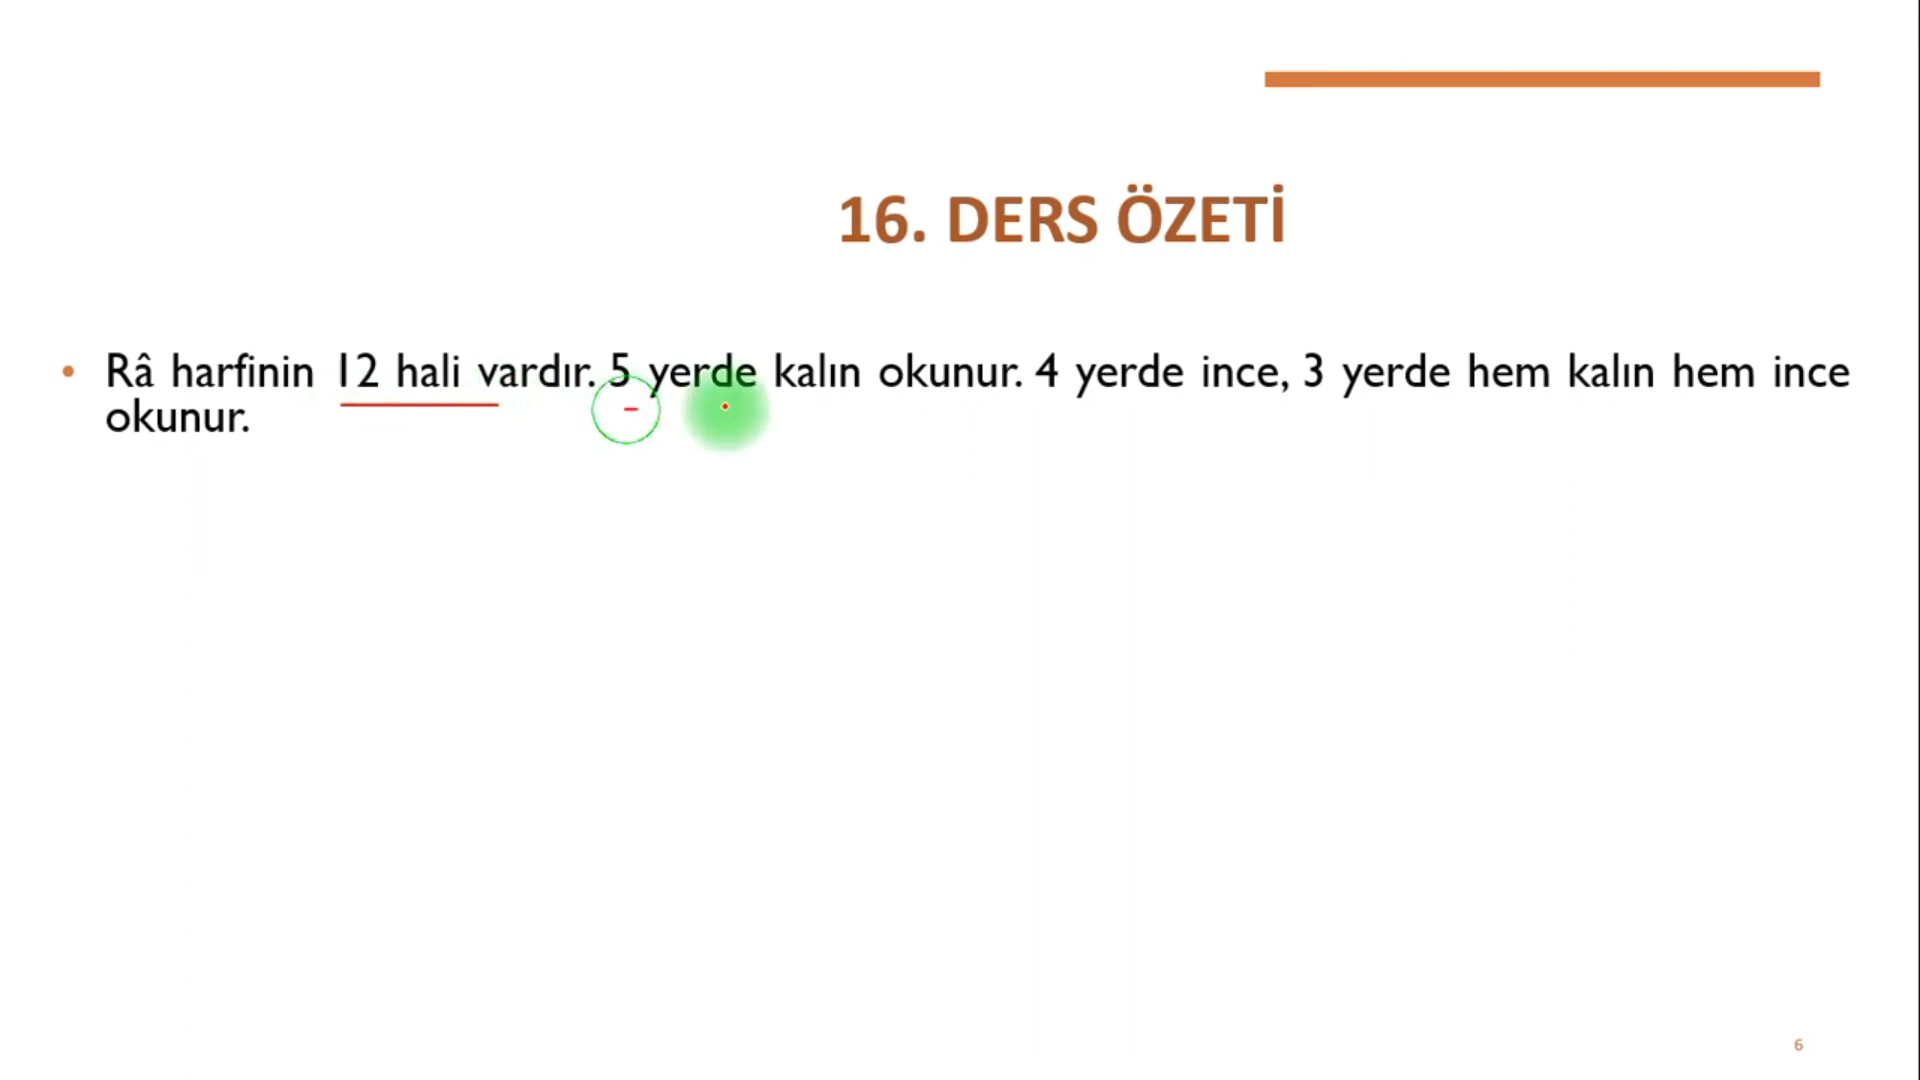 16. DERS ÖZETİ
• Râ harfinin 12 hali vardır. 5 yerde kalın okunur. 4 yerde ince, 3 yerde hem kalın hem ince
okunur.
6